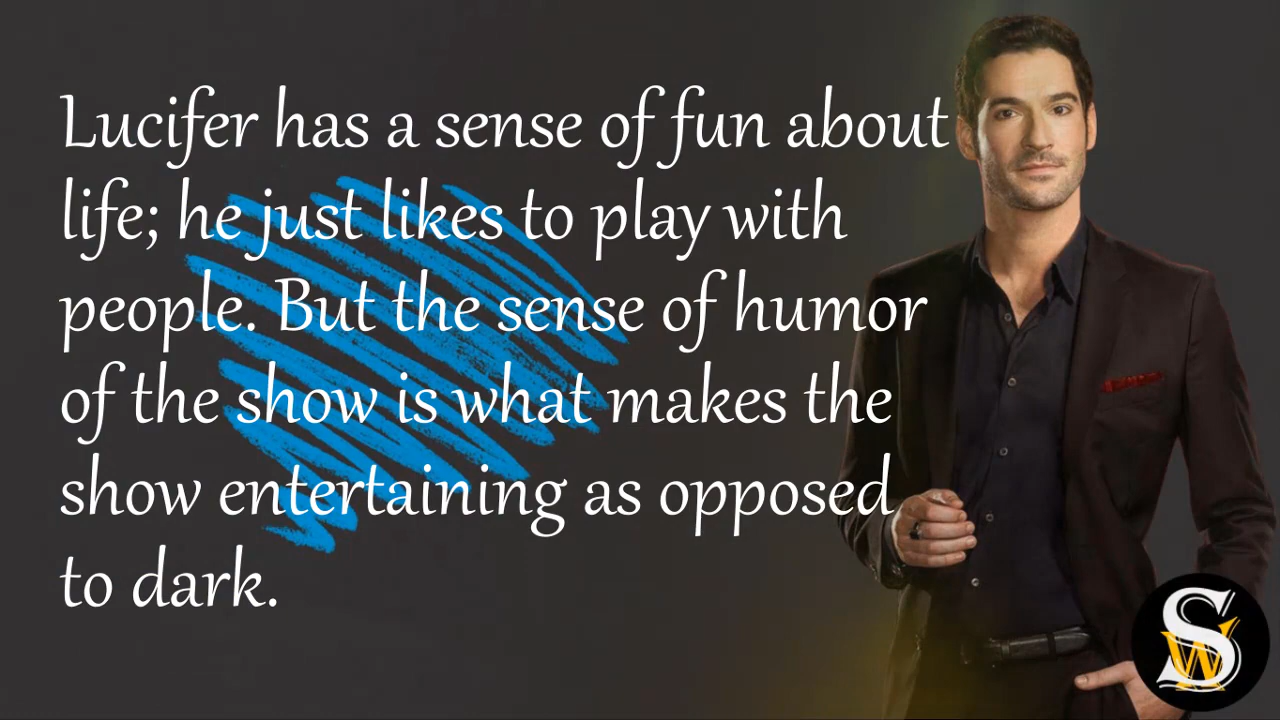 Lucifer has a sense of fun about
life; he just likes to play with
people. But the sense of humor
of the show is what makes the
show entertaining as opposed
to dark.
SW